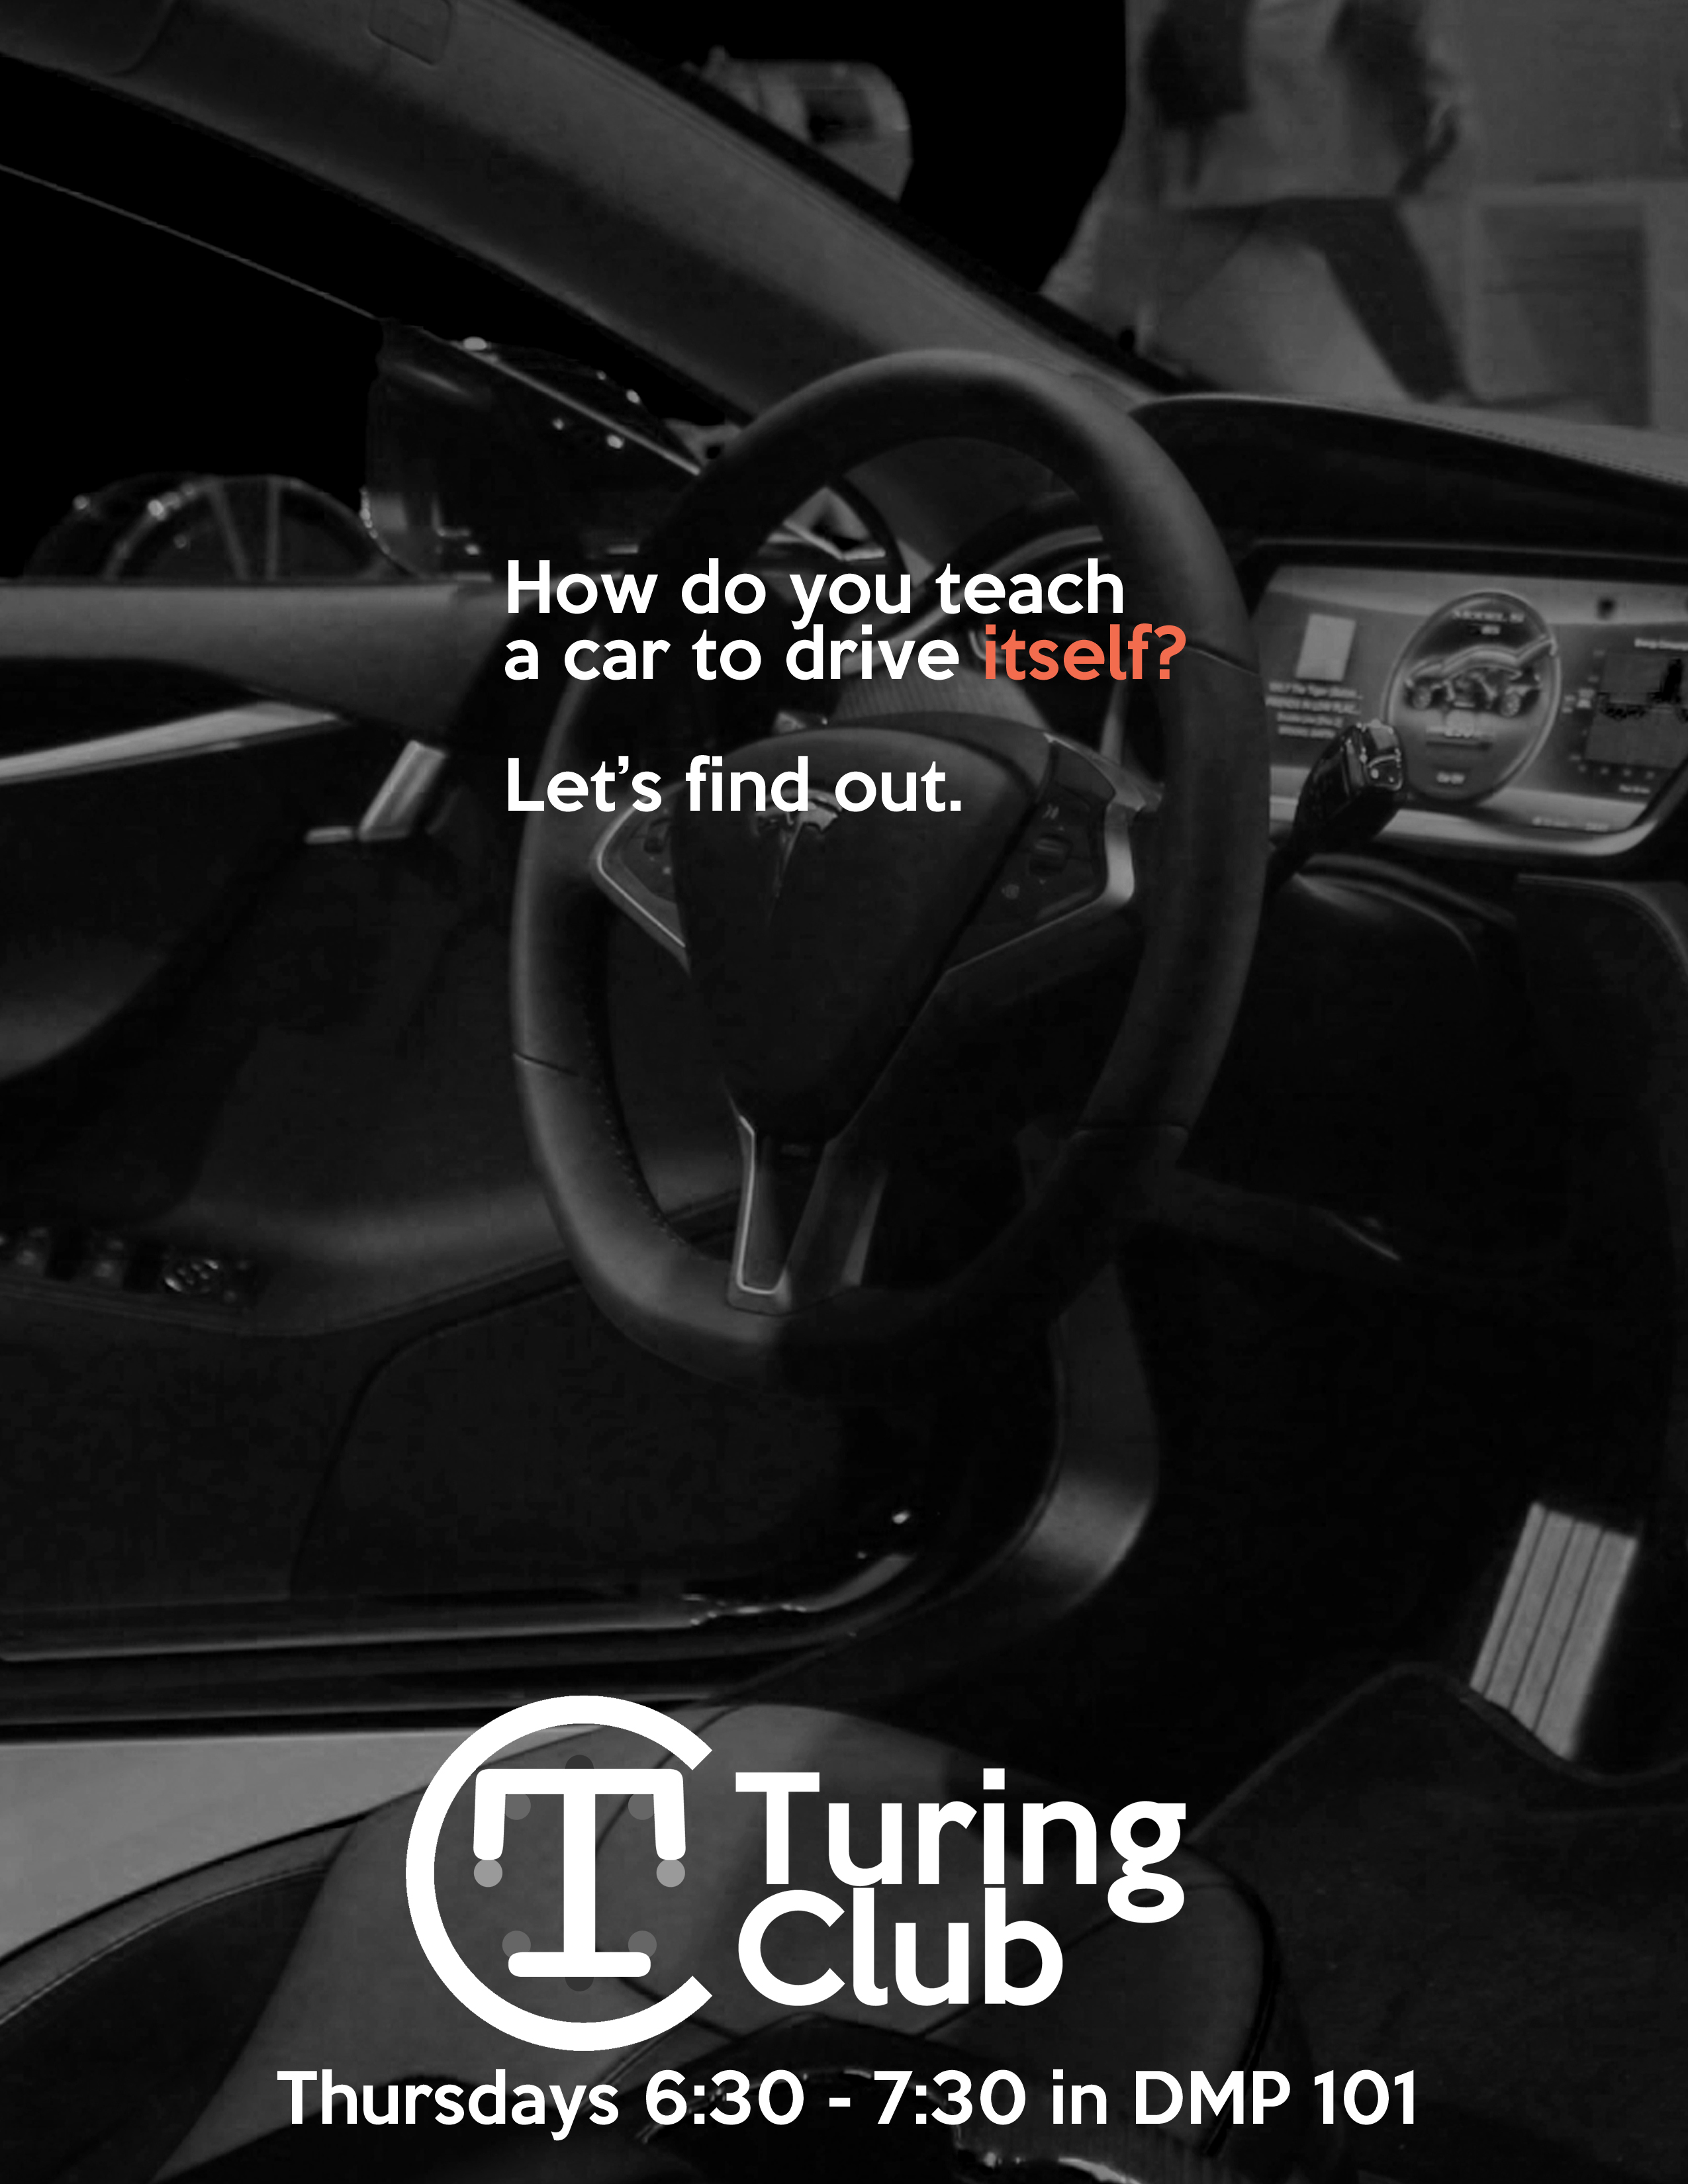 How do you teach
a car to drive itself?
Let’s find out.
Turing
Club
Thursdays 6:30 - 7:30 in DMP 101